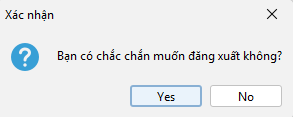 Xác nhận
Bạn có chắc chắn muốn đăng xuất không?
Yes
No